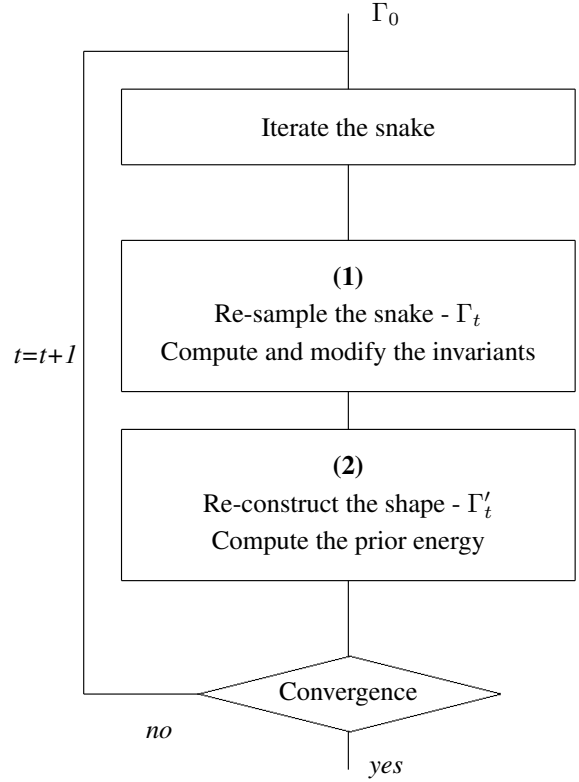 Γ₀
Iterate the snake
(1)
Re-sample the snake - Γₜ
Compute and modify the invariants
t=t+1
(2)
Re-construct the shape - Γ′ₜ
Compute the prior energy
Convergence
no
yes